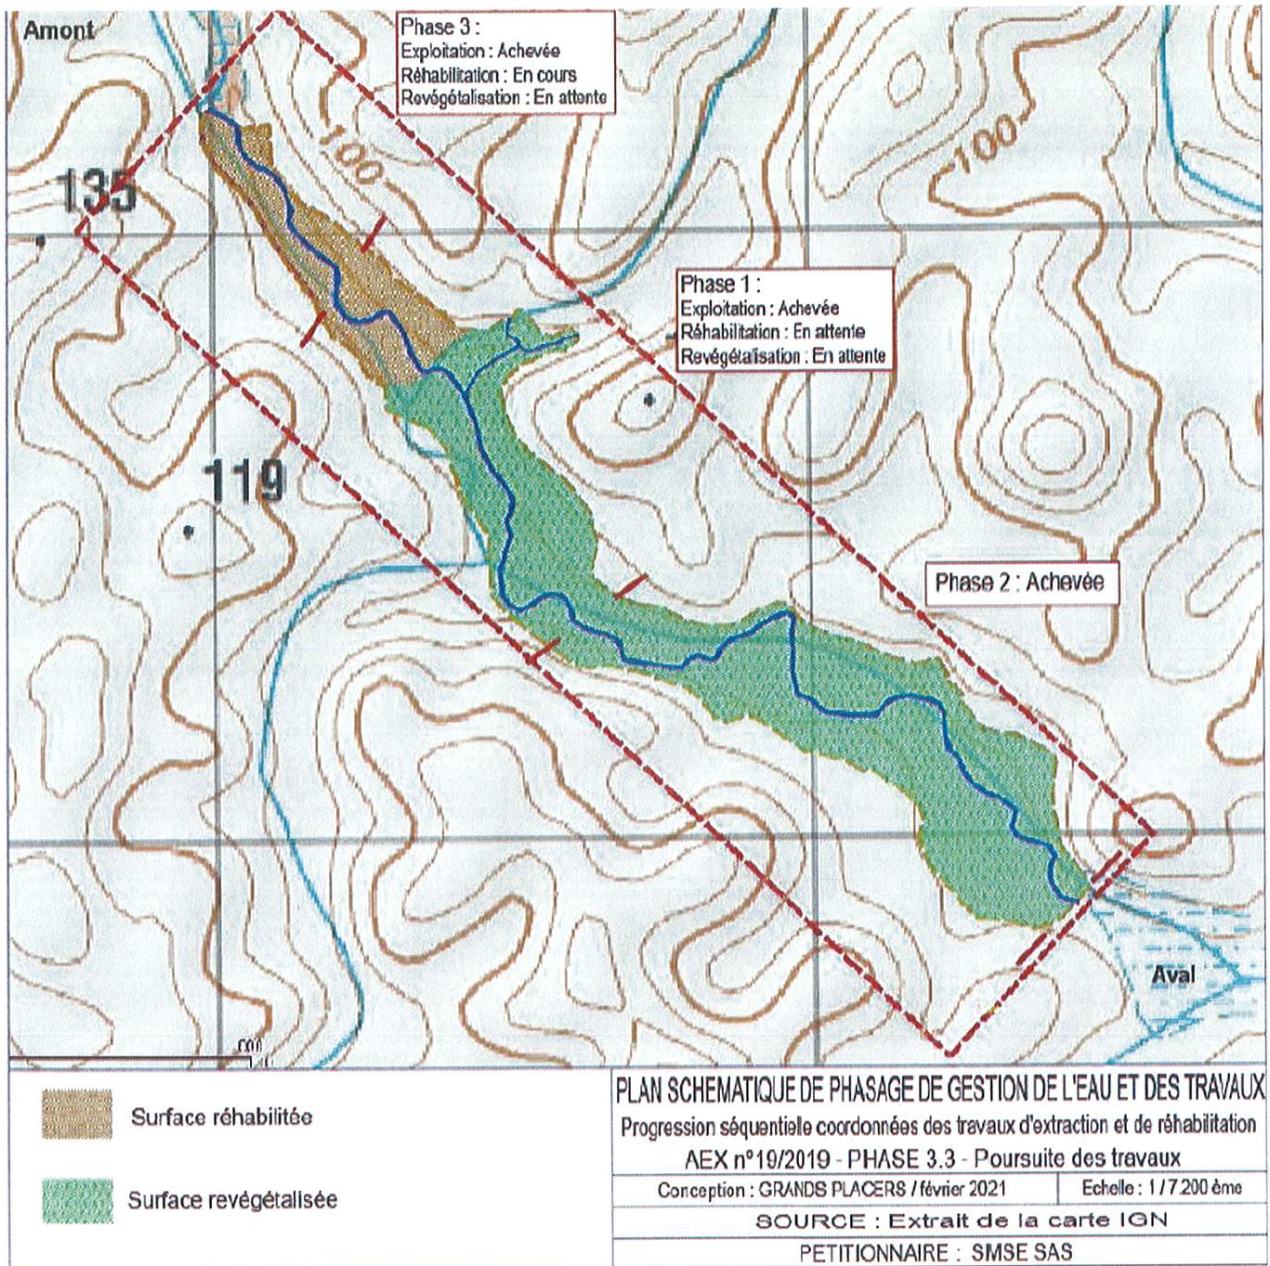 Amont
Phase 3 :
Exploitation : Achevée
Réhabilitation : En cours
Revégétalisation : En attente
100
100
135
Phase 1 :
Exploitation : Achevée
Réhabilitation : En attente
Revégétalisation : En attente
119
Phase 2 : Achevée
Aval
Surface réhabilitée
Surface revégétalisée
PLAN SCHEMATIQUE DE PHASAGE DE GESTION DE L'EAU ET DES TRAVAUX
Progression séquentielle coordonnées des travaux d'extraction et de réhabilitation
AEX n°19/2019 - PHASE 3.3 - Poursuite des travaux
Conception : GRANDS PLACERS / février 2021
Echelle : 1 / 7.200 ème
SOURCE : Extrait de la carte IGN
PETITIONNAIRE : SMSE SAS